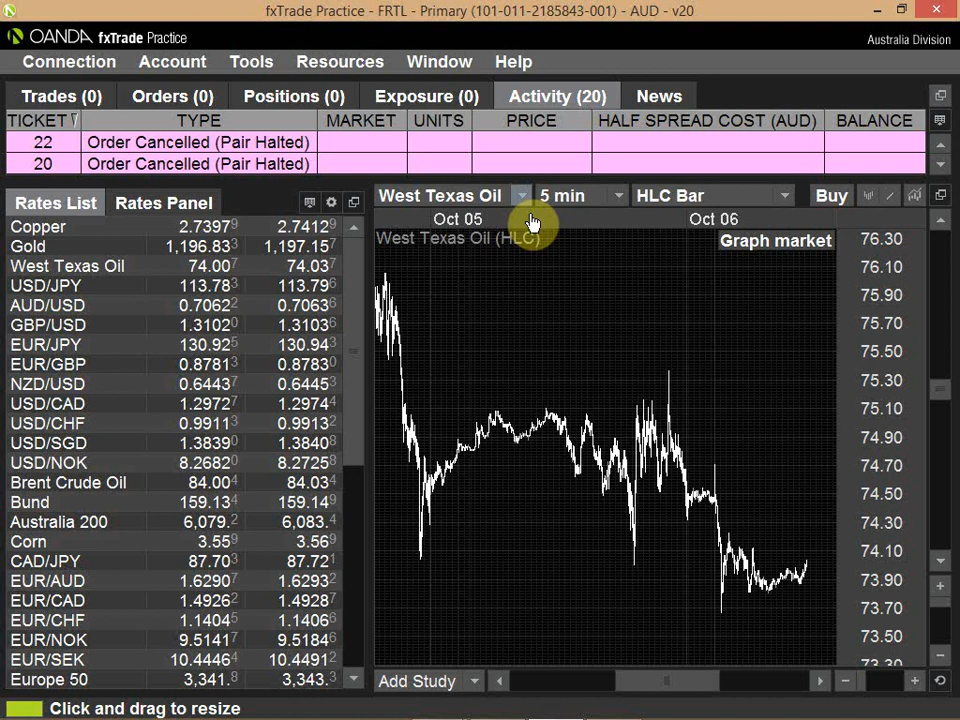 fxTrade Practice - FRTL - Primary (101-011-2185843-001) - AUD - v20
OANDA fxTrade Practice
Australia Division
Connection Account Tools Resources Window Help
Trades (0) Orders (0) Positions (0) Exposure (0) Activity (20) News
TICKET TYPE MARKET UNITS PRICE HALF SPREAD COST (AUD) BALANCE
22 Order Cancelled (Pair Halted)
20 Order Cancelled (Pair Halted)
Rates List Rates Panel
West Texas Oil 5 min HLC Bar Buy
Oct 05 Oct 06
West Texas Oil (HLC)
Graph market
Copper 2.73979 2.74129
Gold 1,196.833 1,197.157
West Texas Oil 74.007 74.037
USD/JPY 113.783 113.796
AUD/USD 0.70622 0.70636
GBP/USD 1.31020 1.31036
EUR/JPY 130.925 130.943
EUR/GBP 0.87813 0.87830
NZD/USD 0.64437 0.64453
USD/CAD 1.29727 1.29744
USD/CHF 0.99113 0.99132
USD/SGD 1.38390 1.38408
USD/NOK 8.26820 8.27258
Brent Crude Oil 84.004 84.034
Bund 159.134 159.149
Australia 200 6,079.2 6,083.4
Corn 3.559 3.569
CAD/JPY 87.703 87.721
EUR/AUD 1.62907 1.62932
EUR/CAD 1.49262 1.49287
EUR/CHF 1.14045 1.14066
EUR/NOK 9.51417 9.51846
EUR/SEK 10.44464 10.44912
Europe 50 3,341.8 3,343.3
76.30
76.10
75.90
75.70
75.50
75.30
75.10
74.90
74.70
74.50
74.30
74.10
73.90
73.70
73.50
73.30
Add Study
Click and drag to resize